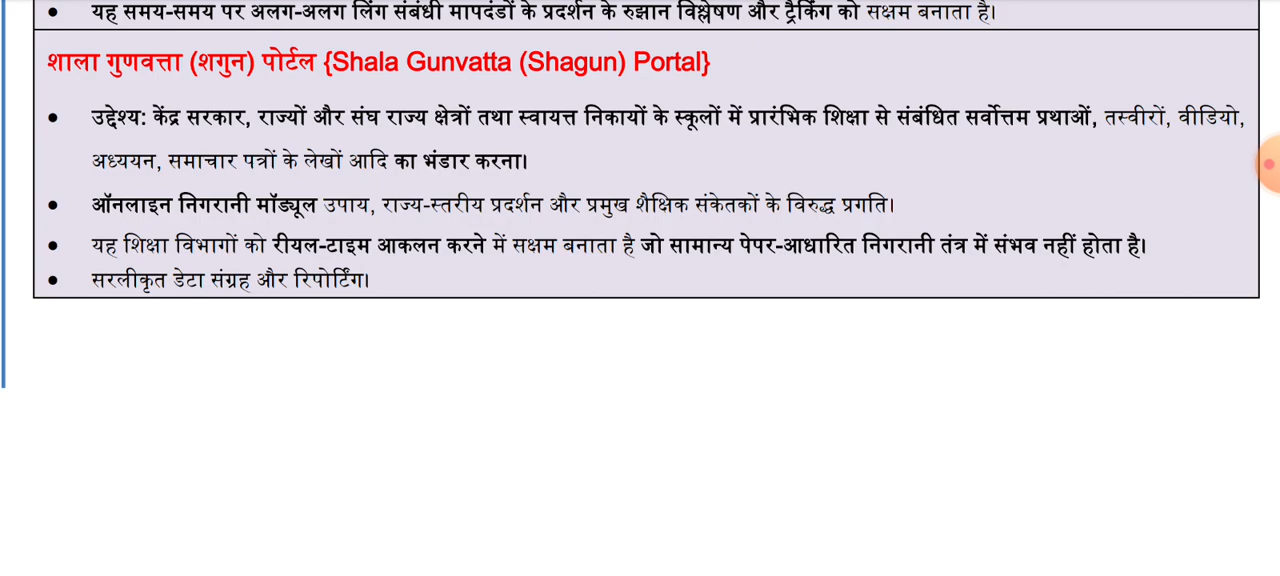 • यह समय-समय पर अलग-अलग लिंग संबंधी मापदंडों के प्रदर्शन के रुझान विश्लेषण और ट्रैकिंग को सक्षम बनाता है।
शाला गुणवत्ता (शगुन) पोर्टल {Shala Gunvatta (Shagun) Portal}
• उद्देश्य: केंद्र सरकार, राज्यों और संघ राज्य क्षेत्रों तथा स्वायत्त निकायों के स्कूलों में प्रारंभिक शिक्षा से संबंधित सर्वोत्तम प्रथाओं, तस्वीरों, वीडियो,
अध्ययन, समाचार पत्रों के लेखों आदि का भंडार करना।
• ऑनलाइन निगरानी मॉड्यूल उपाय, राज्य-स्तरीय प्रदर्शन और प्रमुख शैक्षिक संकेतकों के विरुद्ध प्रगति।
• यह शिक्षा विभागों को रीयल-टाइम आकलन करने में सक्षम बनाता है जो सामान्य पेपर-आधारित निगरानी तंत्र में संभव नहीं होता है।
• सरलीकृत डेटा संग्रह और रिपोर्टिंग।